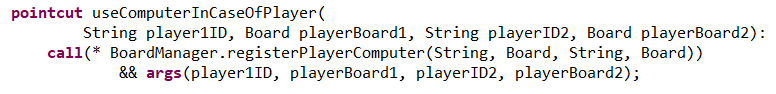 pointcut useComputerInCaseOfPlayer(
String player1ID, Board playerBoard1, String playerID2, Board playerBoard2):
call(* BoardManager.registerPlayerComputer(String, Board, String, Board))
&& args(player1ID, playerBoard1, playerID2, playerBoard2);